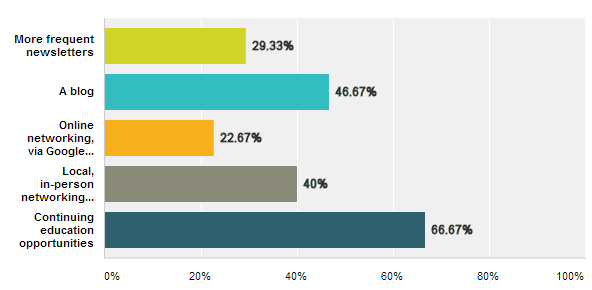 More frequent
newsletters
29.33%
A blog
46.67%
Online
networking,
via Google...
22.67%
Local,
in-person
networking...
40%
Continuing
education
opportunities
66.67%
0% 20% 40% 60% 80% 100%